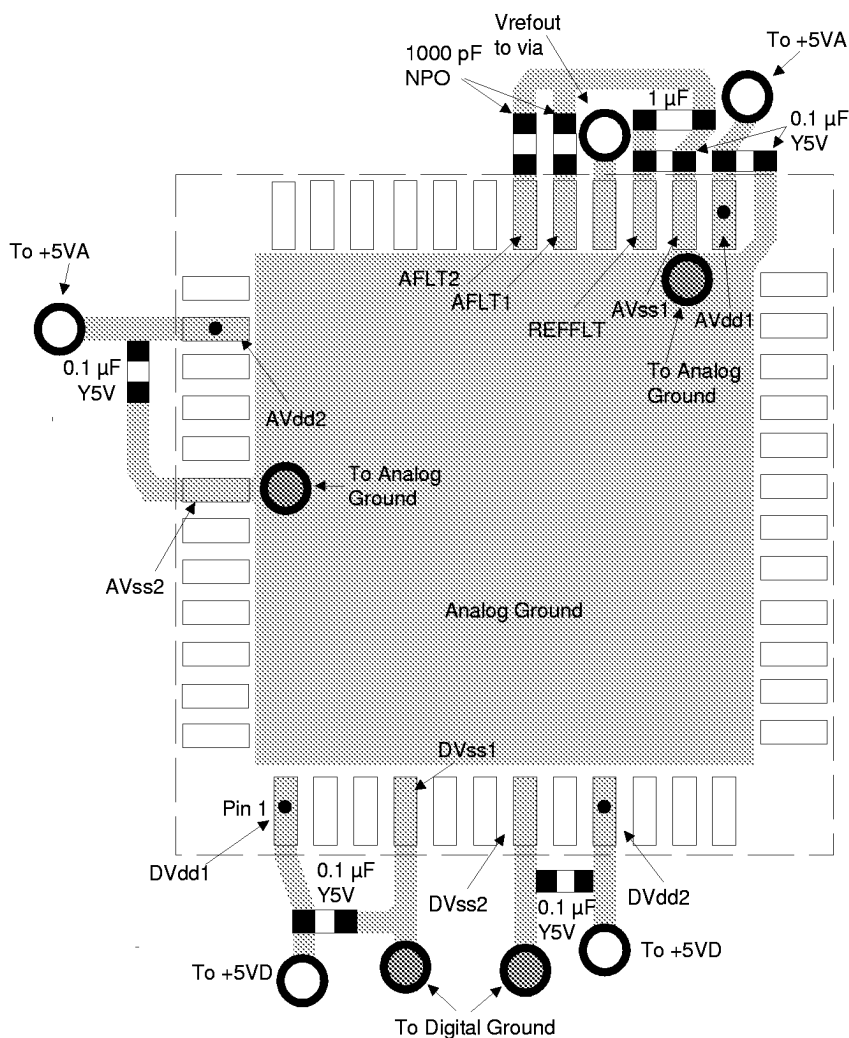 Vrefout
to via
To +5VA
1000 pF
NPO
1 µF
0.1 µF
Y5V
To +5VA
AFLT2
AFLT1
REFFLT
AVss1
AVdd1
0.1 µF
Y5V
To Analog
Ground
AVdd2
To Analog
Ground
AVss2
Analog Ground
DVss1
Pin 1
DVdd1
0.1 µF
Y5V
DVss2
0.1 µF
Y5V
DVdd2
To +5VD
To +5VD
To Digital Ground